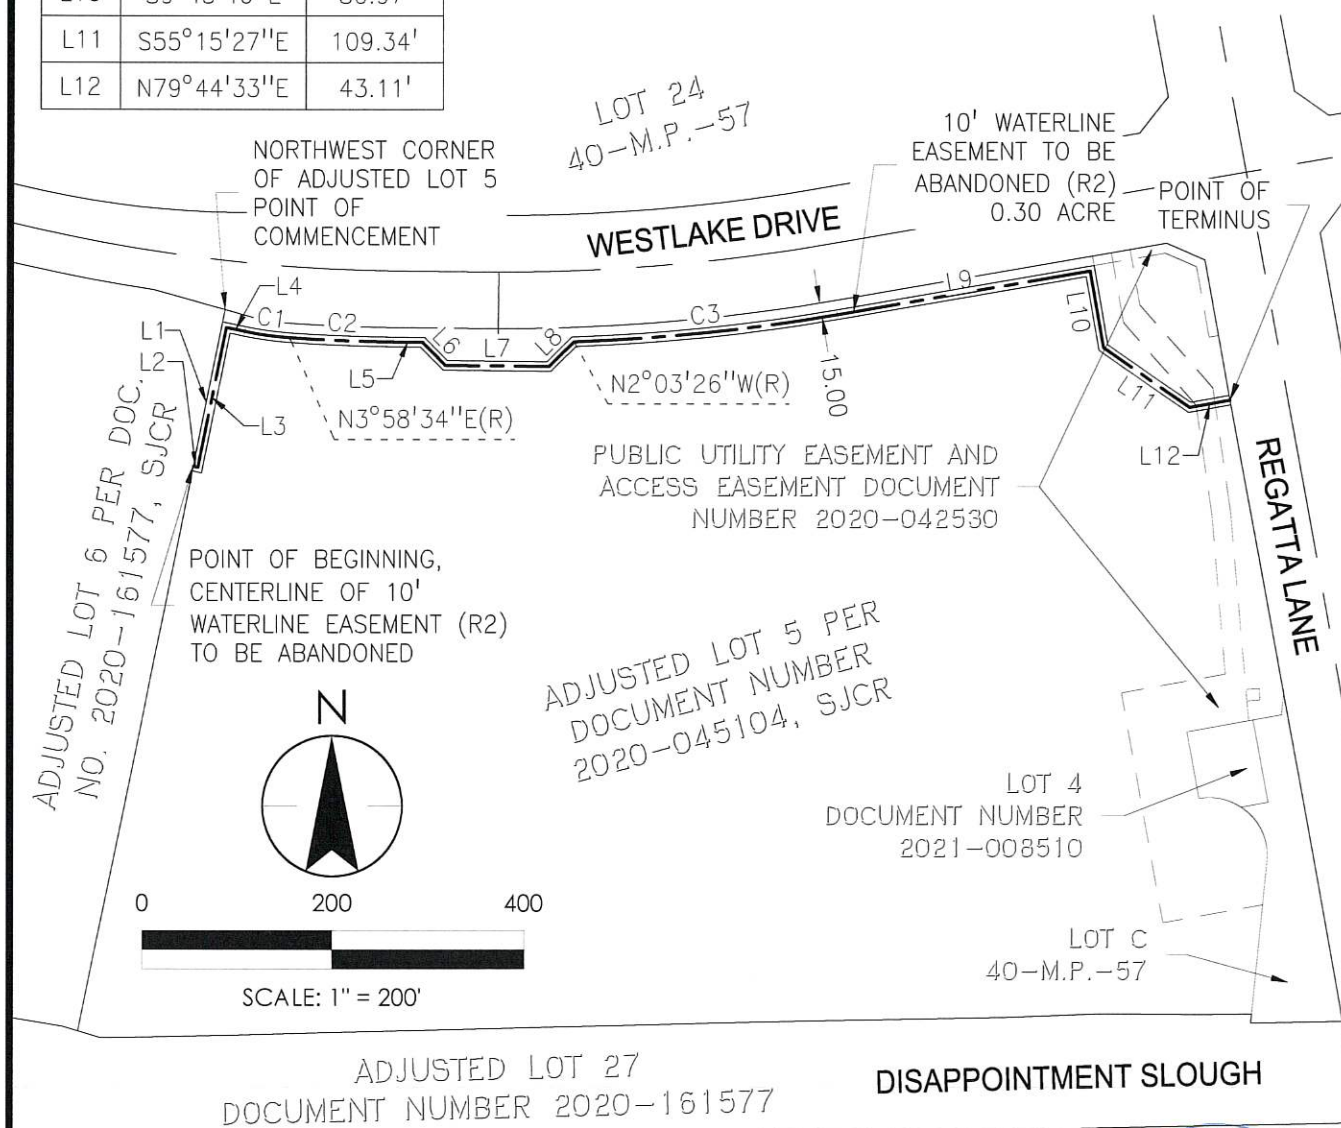 L11 S55°15'27"E 109.34'
L12 N79°44'33"E 43.11'
LOT 24
40-M.P.-57
NORTHWEST CORNER
OF ADJUSTED LOT 5
POINT OF
COMMENCEMENT
10' WATERLINE
EASEMENT TO BE
ABANDONED (R2)
0.30 ACRE
POINT OF
TERMINUS
WESTLAKE DRIVE
L4
C1
C2
L1
L2
L3
L5
L6
L7
L8
C3
L9
L10
L11
L12
15.00
N3°58'34"E(R)
N2°03'26"W(R)
PUBLIC UTILITY EASEMENT AND
ACCESS EASEMENT DOCUMENT
NUMBER 2020-042530
REGATTA LANE
ADJUSTED LOT 6 PER DOC.
NO. 2020-161577, SJCR
POINT OF BEGINNING,
CENTERLINE OF 10'
WATERLINE EASEMENT (R2)
TO BE ABANDONED
ADJUSTED LOT 5 PER
DOCUMENT NUMBER
2020-045104, SJCR
N
0 200 400
SCALE: 1" = 200'
LOT 4
DOCUMENT NUMBER
2021-008510
LOT C
40-M.P.-57
ADJUSTED LOT 27
DOCUMENT NUMBER 2020-161577
DISAPPOINTMENT SLOUGH